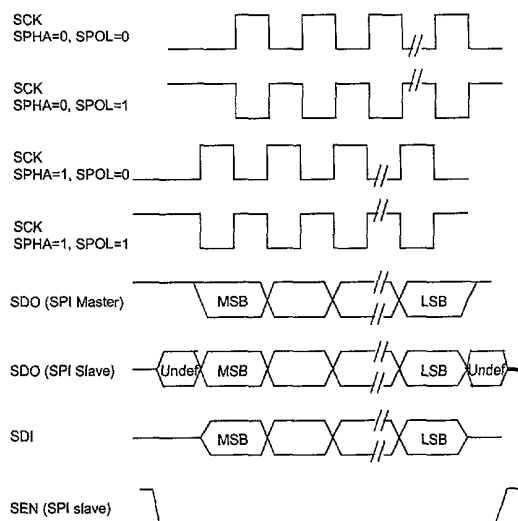 SCK
SPHA=0, SPOL=0
SCK
SPHA=0, SPOL=1
SCK
SPHA=1, SPOL=0
SCK
SPHA=1, SPOL=1
SDO (SPI Master) MSB LSB
SDO (SPI Slave) Undef MSB LSB Undef
SDI MSB LSB
SEN (SPI slave)